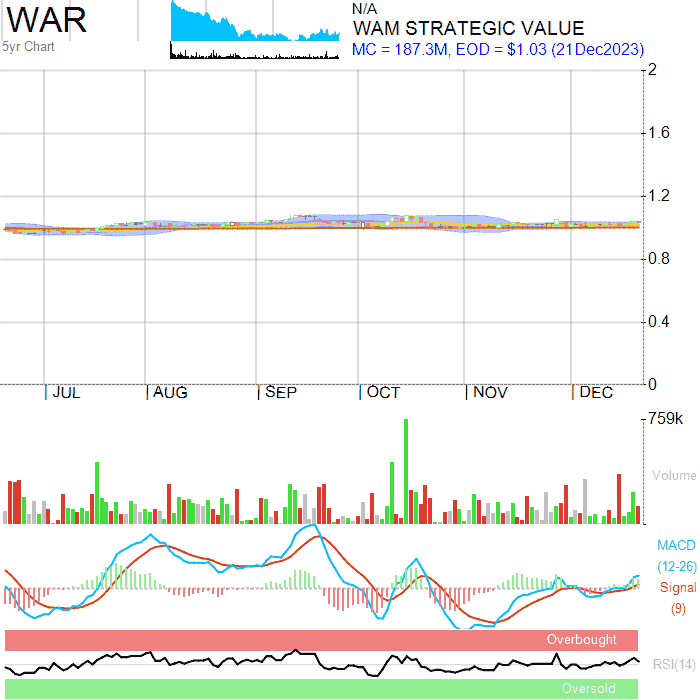 WAR
5yr Chart
N/A
WAM STRATEGIC VALUE
MC = 187.3M, EOD = $1.03 (21Dec2023)
2
1.6
1.2
0.8
0.4
0
JUL AUG SEP OCT NOV DEC
759k
Volume
MACD
(12-26)
Signal
(9)
Overbought
RSI(14)
Oversold